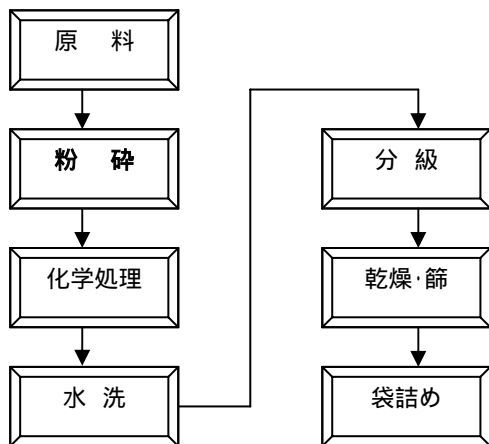 原 料
粉 砕
化学処理
水 洗
分 級
乾燥·篩
袋詰め